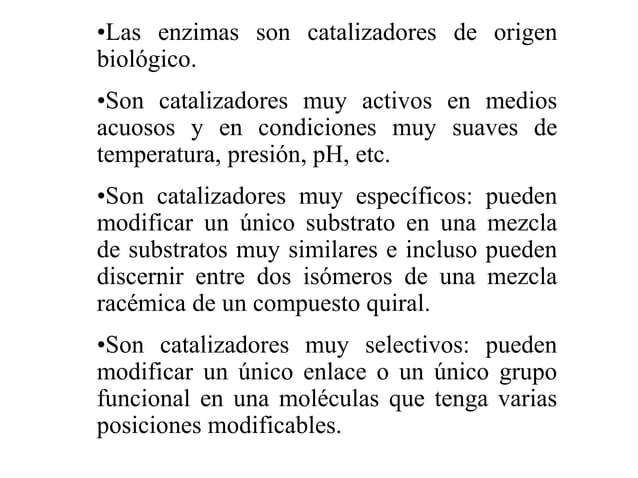 •Las enzimas son catalizadores de origen
biológico.
•Son catalizadores muy activos en medios
acuosos y en condiciones muy suaves de
temperatura, presión, pH, etc.
•Son catalizadores muy específicos: pueden
modificar un único substrato en una mezcla
de substratos muy similares e incluso pueden
discernir entre dos isómeros de una mezcla
racémica de un compuesto quiral.
•Son catalizadores muy selectivos: pueden
modificar un único enlace o un único grupo
funcional en una moléculas que tenga varias
posiciones modificables.